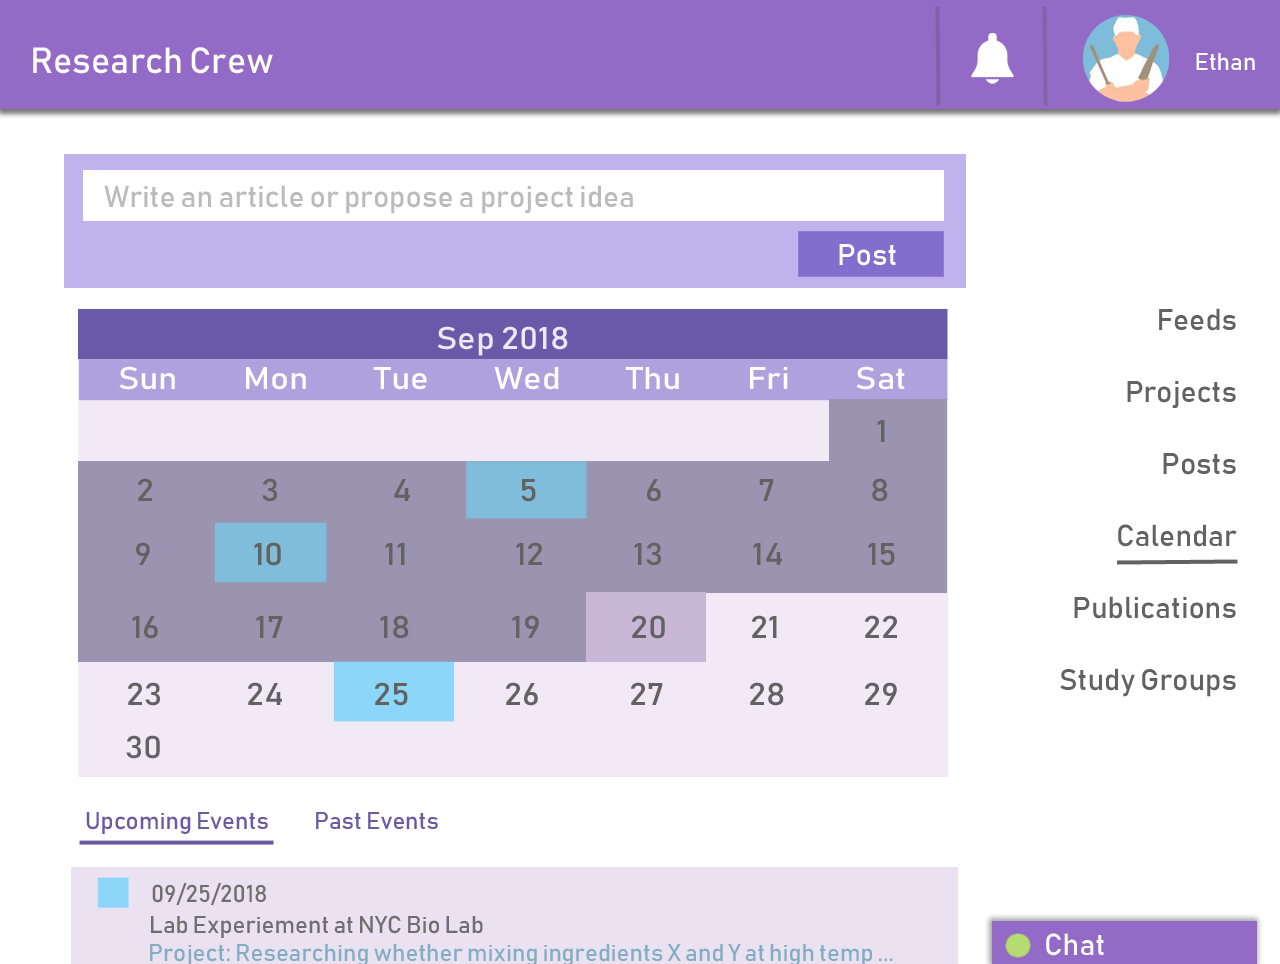 Research Crew
Ethan
Write an article or propose a project idea
Post
Feeds
Projects
Posts
Calendar
Publications
Study Groups
Sep 2018
Sun Mon Tue Wed Thu Fri Sat
1
2 3 4 5 6 7 8
9 10 11 12 13 14 15
16 17 18 19 20 21 22
23 24 25 26 27 28 29
30
Upcoming Events Past Events
09/25/2018
Lab Experiement at NYC Bio Lab
Project: Researching whether mixing ingredients X and Y at high temp ...
Chat